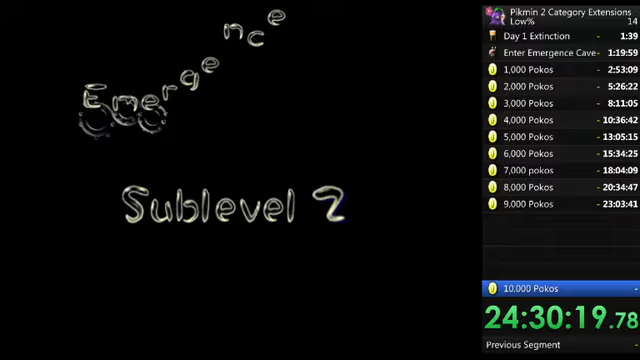 Emergence
Sublevel 2
Pikmin 2 Category Extensions
Low% 14
Day 1 Extinction - 1:39
Enter Emergence Cave - 1:19:59
1,000 Pokos - 2:53:09
2,000 Pokos - 5:26:22
3,000 Pokos - 8:11:05
4,000 Pokos - 10:36:42
5,000 Pokos - 13:05:15
6,000 Pokos - 15:34:25
7,000 pokos - 18:04:09
8,000 Pokos - 20:34:47
9,000 Pokos - 23:03:41
10,000 Pokos -
24:30:19.78
Previous Segment -